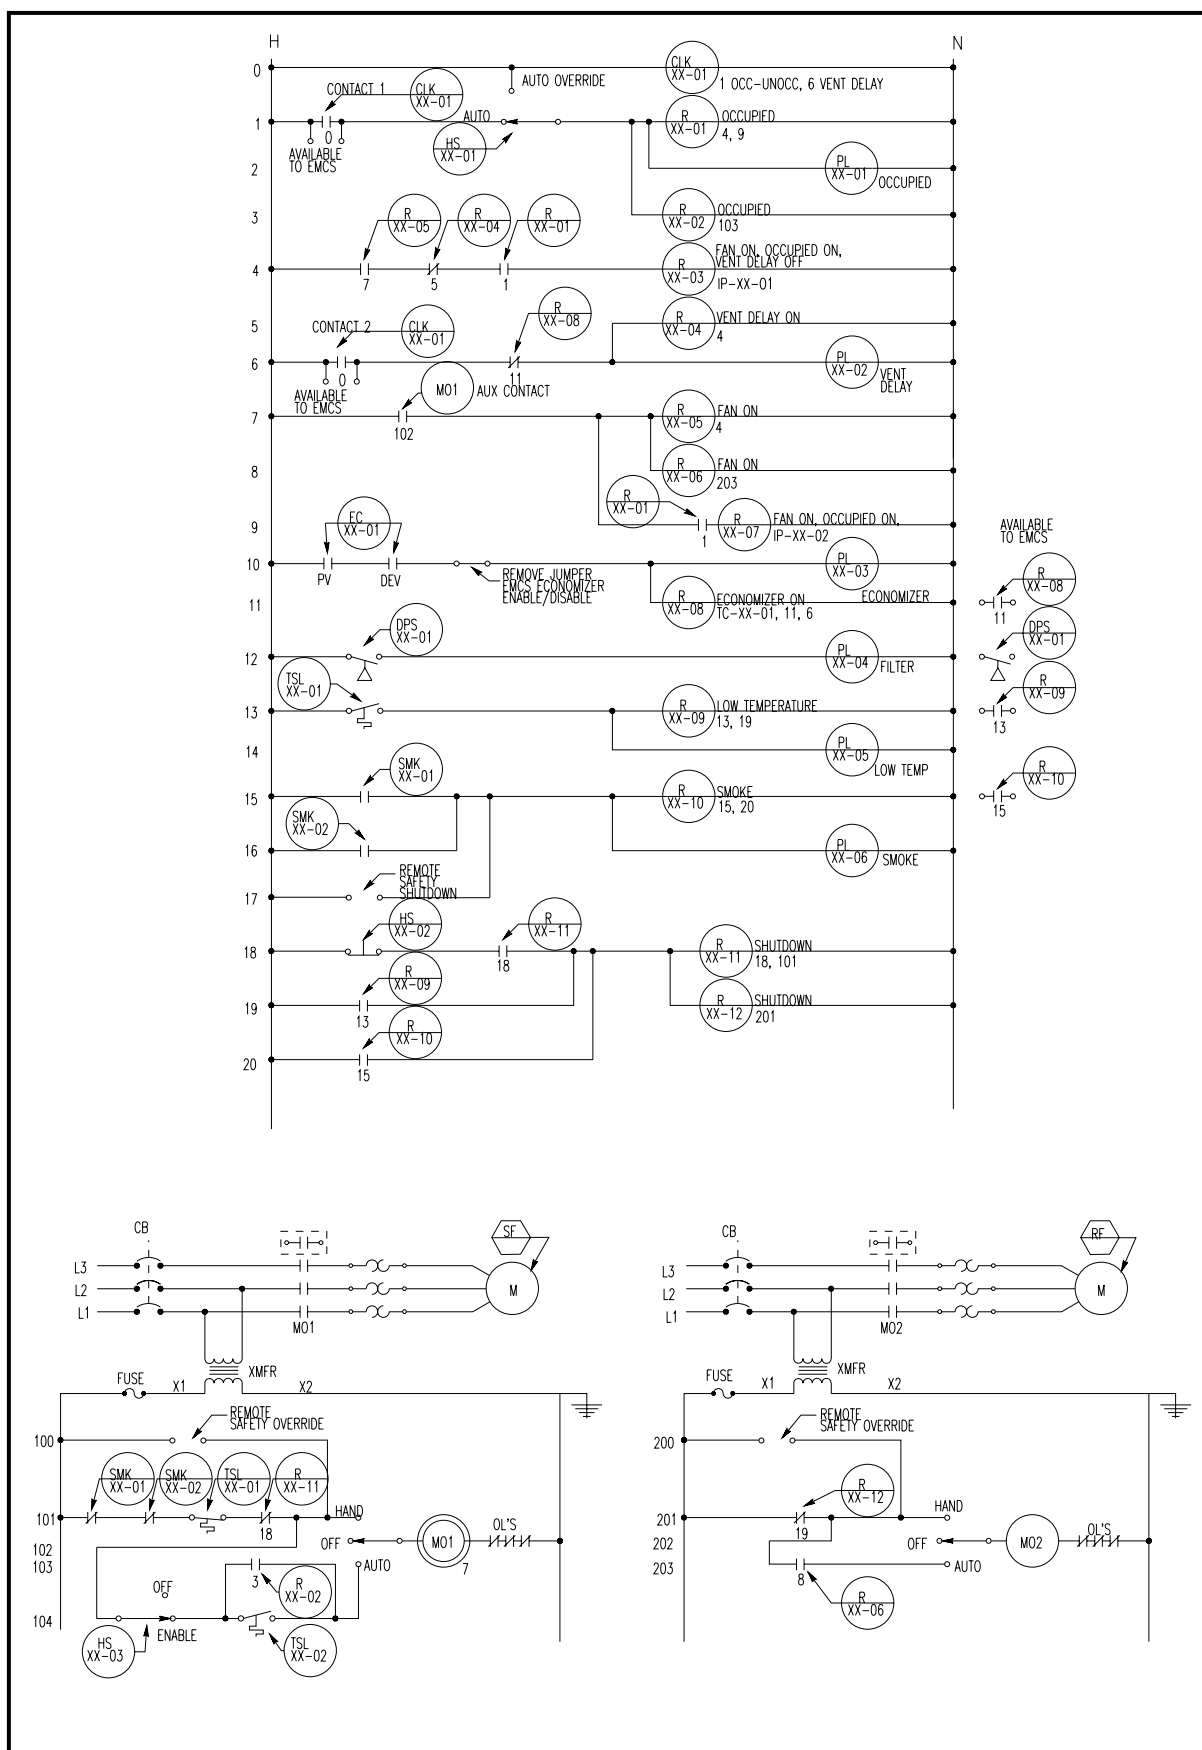 H N
0
CLK
XX-01
1 OCC-UNOCC, 6 VENT DELAY
AUTO OVERRIDE
CONTACT 1
CLK
XX-01
1
0
AVAILABLE
TO EMCS
AUTO
HS
XX-01
R
XX-01
OCCUPIED
4, 9
2
PL
XX-01
OCCUPIED
3
R
XX-02
OCCUPIED
103
R
XX-05
R
XX-04
R
XX-01
4
7
5
1
R
XX-03
FAN ON, OCCUPIED ON,
VENT DELAY OFF
IP-XX-01
5
R
XX-04
VENT DELAY ON
4
CONTACT 2
CLK
XX-01
R
XX-08
6
0
AVAILABLE
TO EMCS
11
PL
XX-02
VENT
DELAY
M01
AUX CONTACT
7
102
R
XX-05
FAN ON
4
8
R
XX-06
FAN ON
203
R
XX-01
9
1
R
XX-07
FAN ON, OCCUPIED ON,
IP-XX-02
EC
XX-01
10
PV
DEV
REMOVE JUMPER
EMCS ECONOMIZER
ENABLE/DISABLE
PL
XX-03
AVAILABLE
TO EMCS
11
R
XX-08
ECONOMIZER ON
TC-XX-01, 11, 6
ECONOMIZER
R
XX-08
11
12
DPS
XX-01
PL
XX-04
FILTER
DPS
XX-01
TSL
XX-01
13
R
XX-09
LOW TEMPERATURE
13, 19
R
XX-09
13
14
PL
XX-05
LOW TEMP
SMK
XX-01
15
R
XX-10
SMOKE
15, 20
R
XX-10
15
SMK
XX-02
16
PL
XX-06
SMOKE
17
REMOTE
SAFETY
SHUTDOWN
HS
XX-02
R
XX-11
18
18
R
XX-11
SHUTDOWN
18, 101
R
XX-09
19
13
R
XX-12
SHUTDOWN
201
R
XX-10
20
15
CB
SF
L3
L2
L1
M01
M
XMFR
FUSE
X1
X2
REMOTE
SAFETY OVERRIDE
100
SMK
XX-01
SMK
XX-02
TSL
XX-01
R
XX-11
101
18
HAND
102
OFF
M01
7
OL'S
103
3
R
XX-02
AUTO
OFF
104
ENABLE
HS
XX-03
TSL
XX-02
CB
RF
L3
L2
L1
M02
M
XMFR
FUSE
X1
X2
REMOTE
SAFETY OVERRIDE
200
R
XX-12
201
19
HAND
202
OFF
M02
OL'S
203
8
AUTO
R
XX-06